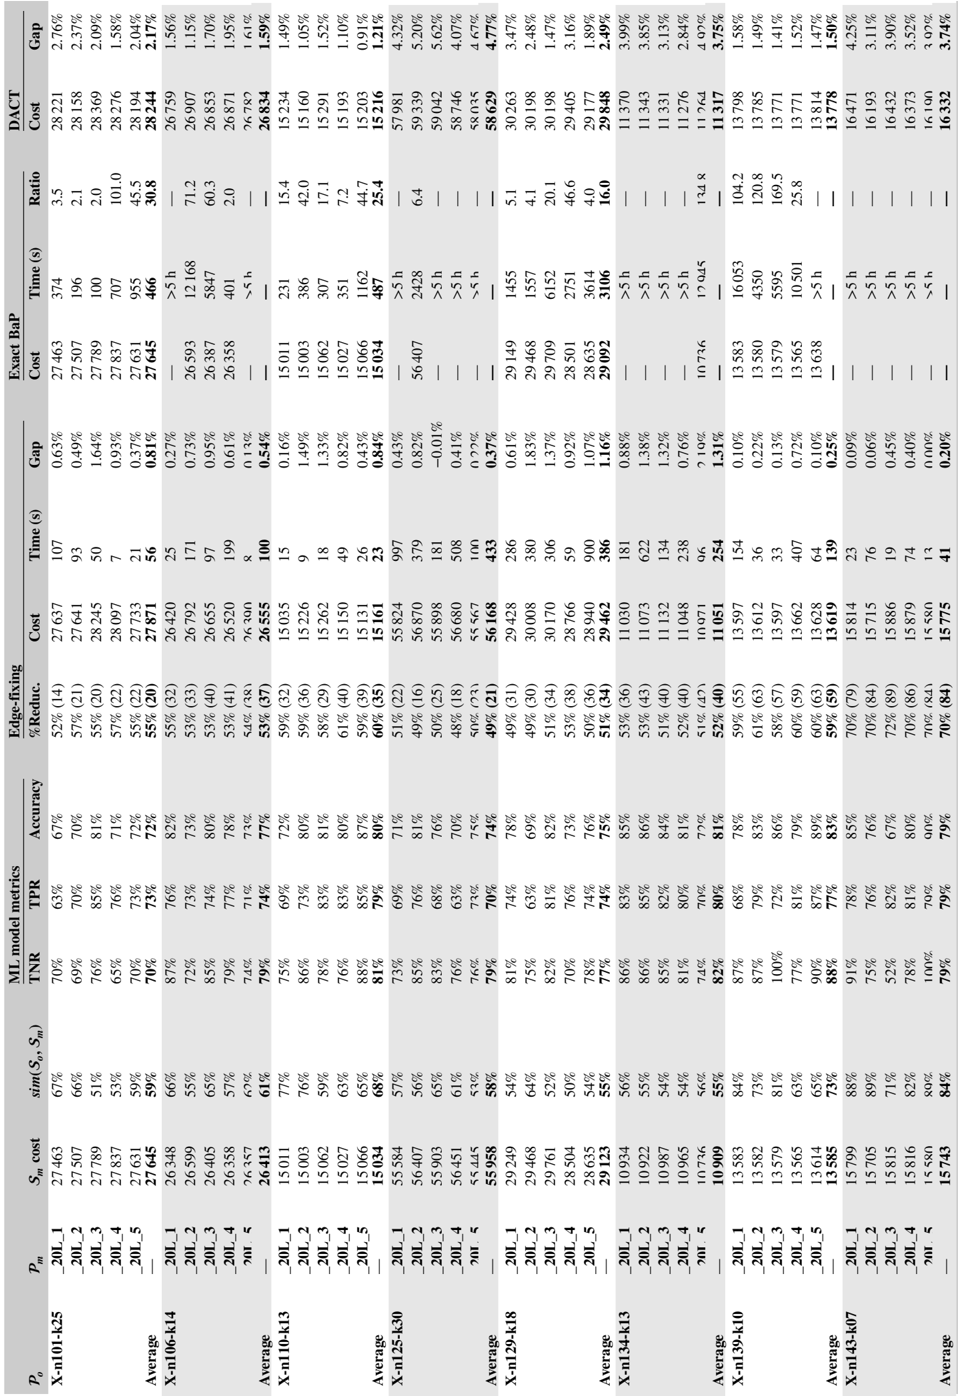 ML model metrics Edge-fixing Exact BaP DACT
P_o P_m S_m cost sim(S_o, S_m) TNR TPR Accuracy %Reduc. Cost Time (s) Gap Cost Time (s) Ratio Cost Gap
X-n101-k25 _20L_1 27 463 67% 70% 63% 67% 52% (14) 27 637 107 0.63% 27 463 374 3.5 28 221 2.76%
_20L_2 27 507 66% 69% 70% 70% 57% (21) 27 641 93 0.49% 27 507 196 2.1 28 158 2.37%
_20L_3 27 789 51% 76% 85% 81% 55% (20) 28 245 50 1.64% 27 789 100 2.0 28 369 2.09%
_20L_4 27 837 53% 65% 76% 71% 57% (22) 28 097 7 0.93% 27 837 707 101.0 28 276 1.58%
_20L_5 27 631 59% 70% 73% 72% 55% (22) 27 733 21 0.37% 27 631 955 45.5 28 194 2.04%
Average — 27 645 59% 70% 73% 72% 55% (20) 27 871 56 0.81% 27 645 466 30.8 28 244 2.17%
X-n106-k14 _20L_1 26 348 66% 87% 76% 82% 55% (32) 26 420 25 0.27% — >5 h — 26 759 1.56%
_20L_2 26 599 55% 72% 73% 73% 55% (33) 26 792 171 0.73% 26 593 12 168 71.2 26 907 1.15%
_20L_3 26 405 65% 85% 74% 80% 53% (40) 26 655 97 0.95% 26 387 5847 60.3 26 853 1.70%
_20L_4 26 358 57% 79% 77% 78% 53% (41) 26 520 199 0.61% 26 358 401 2.0 26 871 1.95%
_20L_5 26 357 62% 74% 71% 73% 54% (38) 26 390 8 0.13% — >5 h — 26 782 1.61%
Average — 26 413 61% 79% 74% 77% 53% (37) 26 555 100 0.54% — — — 26 834 1.59%
X-n110-k13 _20L_1 15 011 77% 75% 69% 72% 59% (32) 15 035 15 0.16% 15 011 231 15.4 15 234 1.49%
_20L_2 15 003 76% 86% 73% 80% 59% (36) 15 226 9 1.49% 15 003 386 42.0 15 160 1.05%
_20L_3 15 062 59% 78% 83% 81% 58% (29) 15 262 18 1.33% 15 062 307 17.1 15 291 1.52%
_20L_4 15 027 63% 76% 83% 80% 61% (40) 15 150 49 0.82% 15 027 351 7.2 15 193 1.10%
_20L_5 15 066 65% 88% 85% 87% 59% (39) 15 131 26 0.43% 15 066 1162 44.7 15 203 0.91%
Average — 15 034 68% 81% 79% 80% 60% (35) 15 161 23 0.84% 15 034 487 25.4 15 216 1.21%
X-n125-k30 _20L_1 55 584 57% 73% 69% 71% 51% (22) 55 824 997 0.43% — >5 h — 57 981 4.32%
_20L_2 56 407 56% 85% 76% 81% 49% (16) 56 870 379 0.82% 56 407 2428 6.4 59 339 5.20%
_20L_3 55 903 65% 83% 68% 76% 50% (25) 55 898 181 −0.01% — >5 h — 59 042 5.62%
_20L_4 56 451 61% 76% 63% 70% 48% (18) 56 680 508 0.41% — >5 h — 58 746 4.07%
_20L_5 55 445 53% 76% 73% 75% 50% (23) 55 567 100 0.22% — >5 h — 58 035 4.67%
Average — 55 958 58% 79% 70% 74% 49% (21) 56 168 433 0.37% — — — 58 629 4.77%
X-n129-k18 _20L_1 29 249 54% 81% 74% 78% 49% (31) 29 428 286 0.61% 29 149 1455 5.1 30 263 3.47%
_20L_2 29 468 64% 75% 63% 69% 49% (30) 30 008 380 1.83% 29 468 1557 4.1 30 198 2.48%
_20L_3 29 761 52% 82% 81% 82% 54% (34) 30 170 306 1.37% 29 709 6152 20.1 30 198 1.47%
_20L_4 28 504 50% 70% 76% 73% 53% (38) 28 766 59 0.92% 28 501 2751 46.6 29 405 3.16%
_20L_5 28 635 54% 78% 74% 76% 50% (36) 28 940 900 1.07% 28 635 3614 4.0 29 177 1.89%
Average — 29 123 55% 77% 74% 75% 51% (34) 29 462 386 1.16% 29 092 3106 16.0 29 848 2.49%
X-n134-k13 _20L_1 10 934 56% 86% 83% 85% 53% (36) 11 030 181 0.88% — >5 h — 11 370 3.99%
_20L_2 10 922 55% 86% 85% 86% 53% (43) 11 073 622 1.38% — >5 h — 11 343 3.85%
_20L_3 10 987 54% 85% 82% 84% 51% (40) 11 132 134 1.32% — >5 h — 11 331 3.13%
_20L_4 10 965 54% 81% 80% 81% 52% (40) 11 048 238 0.76% — >5 h — 11 276 2.84%
_20L_5 10 736 56% 74% 70% 72% 51% (42) 10 971 96 2.19% 10 736 12 945 134.8 11 264 4.92%
Average — 10 909 55% 82% 80% 81% 52% (40) 11 051 254 1.31% — — — 11 317 3.75%
X-n139-k10 _20L_1 13 583 84% 87% 68% 78% 59% (55) 13 597 154 0.10% 13 583 16 053 104.2 13 798 1.58%
_20L_2 13 582 73% 87% 79% 83% 61% (63) 13 612 36 0.22% 13 580 4350 120.8 13 785 1.49%
_20L_3 13 579 81% 100% 72% 86% 58% (57) 13 597 33 0.13% 13 579 5595 169.5 13 771 1.41%
_20L_4 13 565 63% 77% 81% 79% 60% (59) 13 662 407 0.72% 13 565 10 501 25.8 13 771 1.52%
_20L_5 13 614 65% 90% 87% 89% 60% (63) 13 628 64 0.10% 13 638 >5 h — 13 814 1.47%
Average — 13 585 73% 88% 77% 83% 59% (59) 13 619 139 0.25% — — — 13 778 1.50%
X-n143-k07 _20L_1 15 799 88% 91% 78% 85% 70% (79) 15 814 23 0.09% — >5 h — 16 471 4.25%
_20L_2 15 705 89% 75% 76% 76% 70% (84) 15 715 76 0.06% — >5 h — 16 193 3.11%
_20L_3 15 815 71% 52% 82% 67% 72% (89) 15 886 19 0.45% — >5 h — 16 432 3.90%
_20L_4 15 816 82% 78% 81% 80% 70% (86) 15 879 74 0.40% — >5 h — 16 373 3.52%
_20L_5 15 580 89% 100% 79% 90% 70% (84) 15 580 13 0.00% — >5 h — 16 190 3.92%
Average — 15 743 84% 79% 79% 79% 70% (84) 15 775 41 0.20% — — — 16 332 3.74%